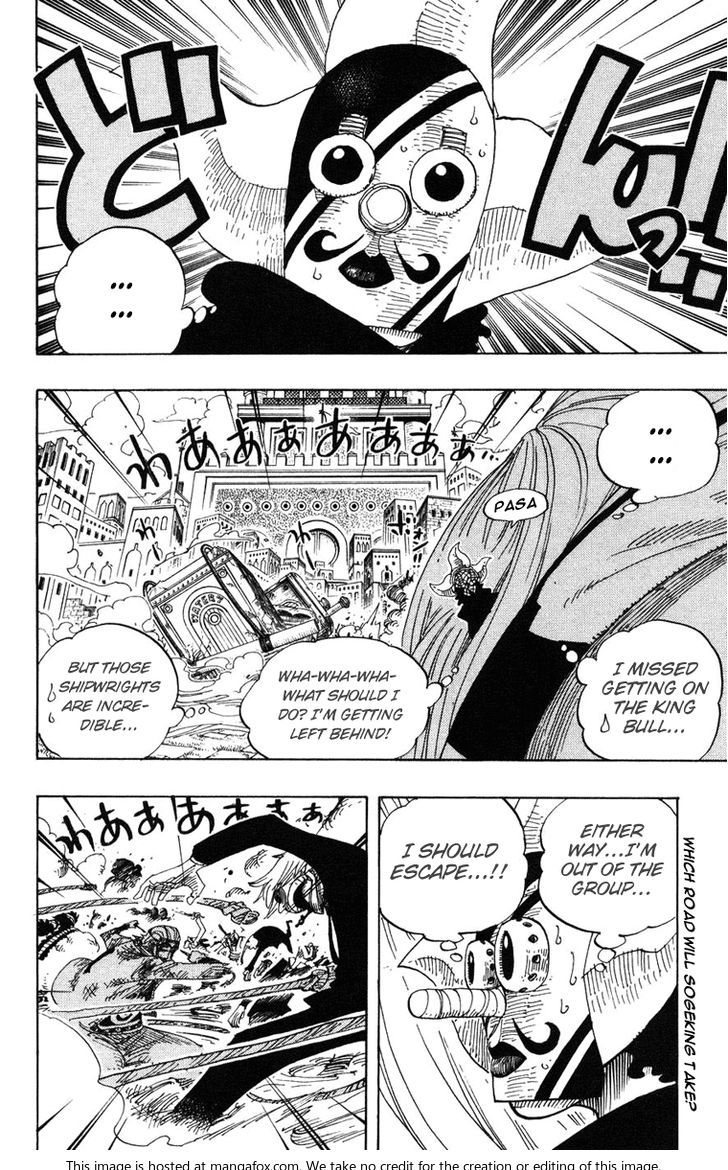 ドんっ!!
...
...
...
...
わあああああああ...
PASA
I MISSED
GETTING ON
THE KING
BULL...
WHA-WHA-WHA-
WHAT SHOULD I
DO? I'M GETTING
LEFT BEHIND!
BUT THOSE
SHIPWRIGHTS
ARE INCRE-
DIBLE...
EITHER
WAY...I'M
OUT OF THE
GROUP...
I SHOULD
ESCAPE...!!
わああああああ
WHICH ROAD WILL SOGEKING TAKE?
This image is hosted at mangafox.com. We take no credit for the creation or editing of this image.